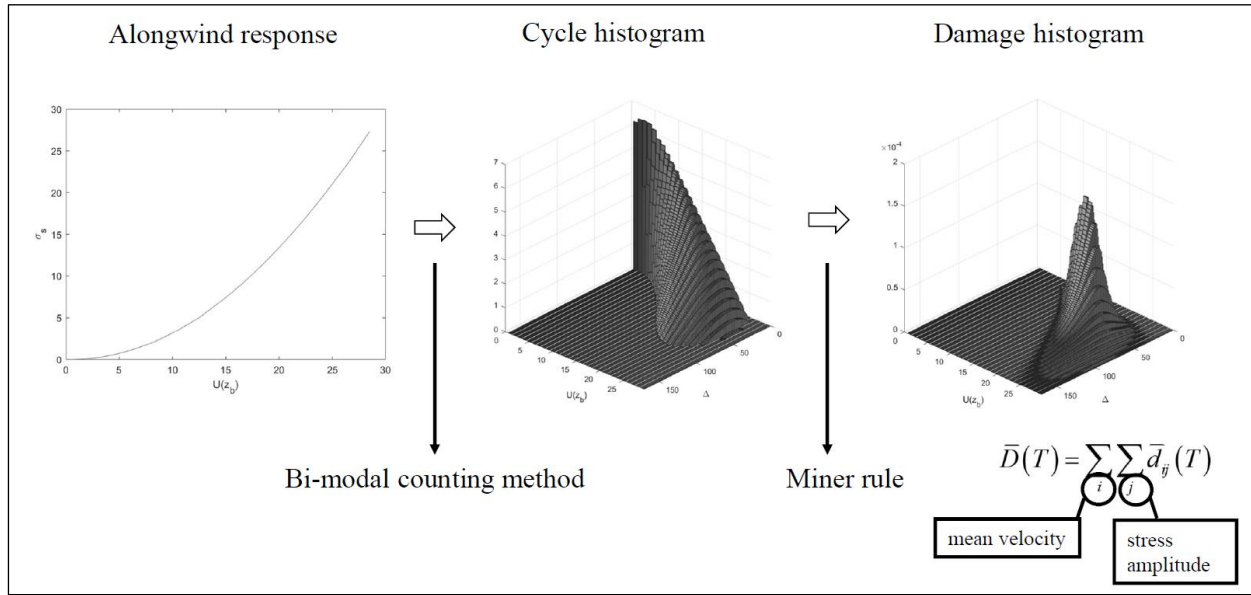 Alongwind response
Cycle histogram
Damage histogram
30
25
20
15
10
5
0
σs
0 5 10 15 20 25 30
U(zb)
7
6
5
4
3
2
1
0
0
5
10
15
20
25
U(zb)
150
100
50
0
Δ
×10-4
2
1.5
1
0.5
0
0
5
10
15
20
25
U(zb)
150
100
50
0
Δ
Bi-modal counting method
Miner rule
D̅(T)=∑∑d̅ij(T)
i j
mean velocity
stress
amplitude